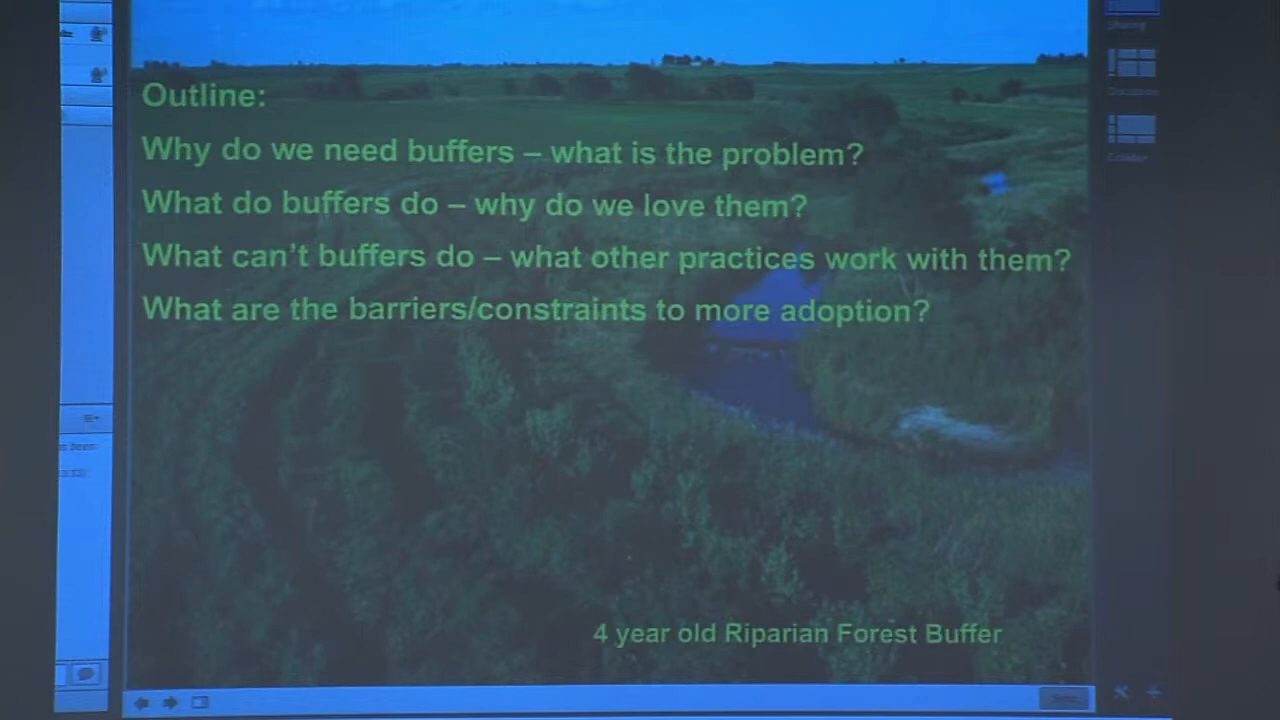 Outline:
Why do we need buffers – what is the problem?
What do buffers do – why do we love them?
What can't buffers do – what other practices work with them?
What are the barriers/constraints to more adoption?
4 year old Riparian Forest Buffer
Sharing